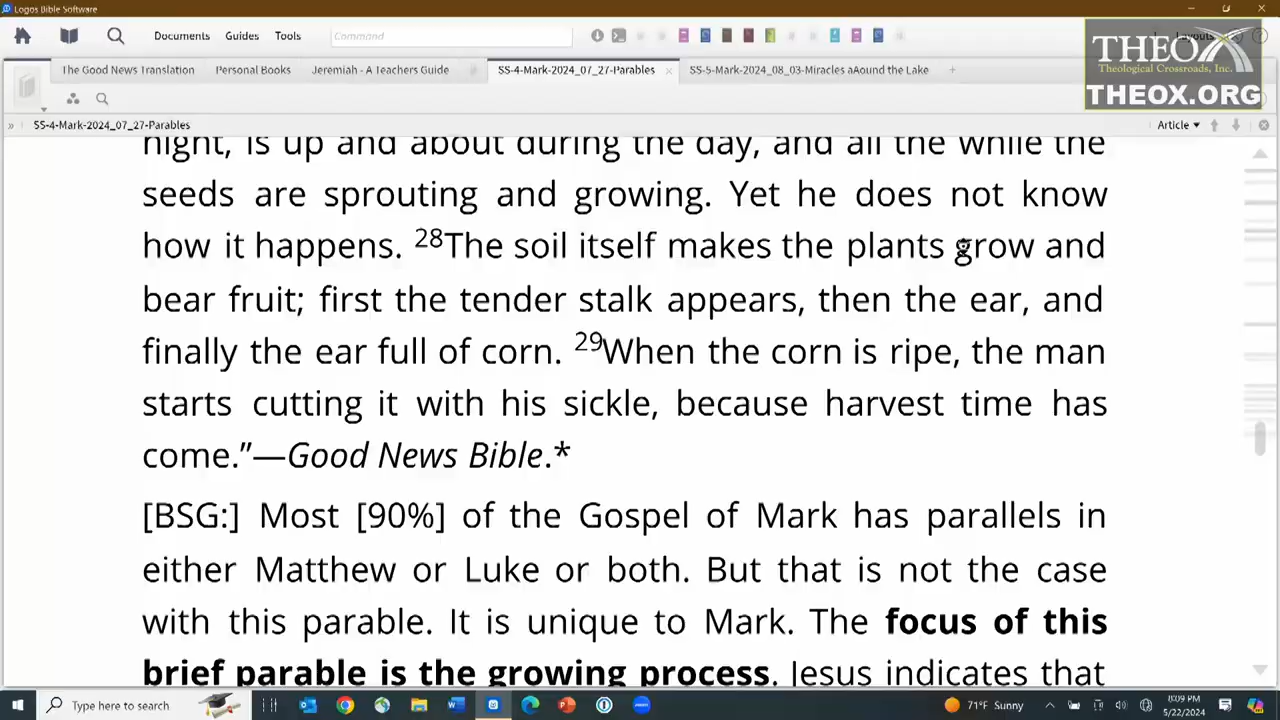 Logos Bible Software
Documents Guides Tools Command
THEOX
Theological Crossroads, Inc.
THEOX.ORG
The Good News Translation Personal Books Jeremiah - A Teac SS-4-Mark-2024_07_27-Parables × SS-5-Mark-2024_08_03-Miracles aAound the Lake +
» SS-4-Mark-2024_07_27-Parables Article
night, is up and about during the day, and all the while the
seeds are sprouting and growing. Yet he does not know
how it happens. 28The soil itself makes the plants grow and
bear fruit; first the tender stalk appears, then the ear, and
finally the ear full of corn. 29When the corn is ripe, the man
starts cutting it with his sickle, because harvest time has
come.”—Good News Bible.*
[BSG:] Most [90%] of the Gospel of Mark has parallels in
either Matthew or Luke or both. But that is not the case
with this parable. It is unique to Mark. The focus of this
brief parable is the growing process. Jesus indicates that
Type here to search
71°F Sunny
8:09 PM
5/22/2024